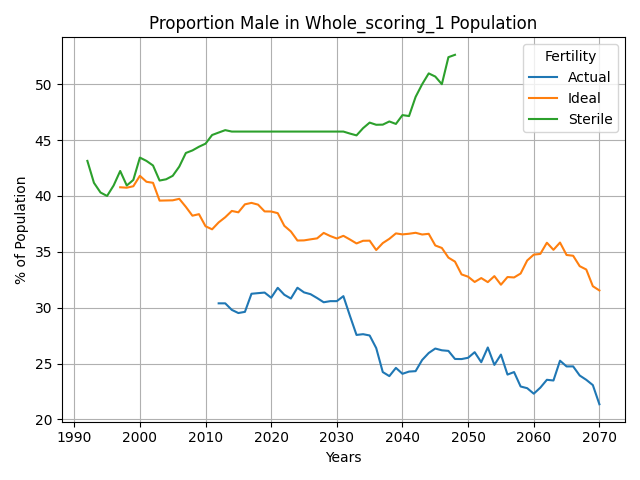 Proportion Male in Whole_scoring_1 Population
% of Population
50
45
40
35
30
25
20
Fertility
Actual
Ideal
Sterile
1990 2000 2010 2020 2030 2040 2050 2060 2070
Years